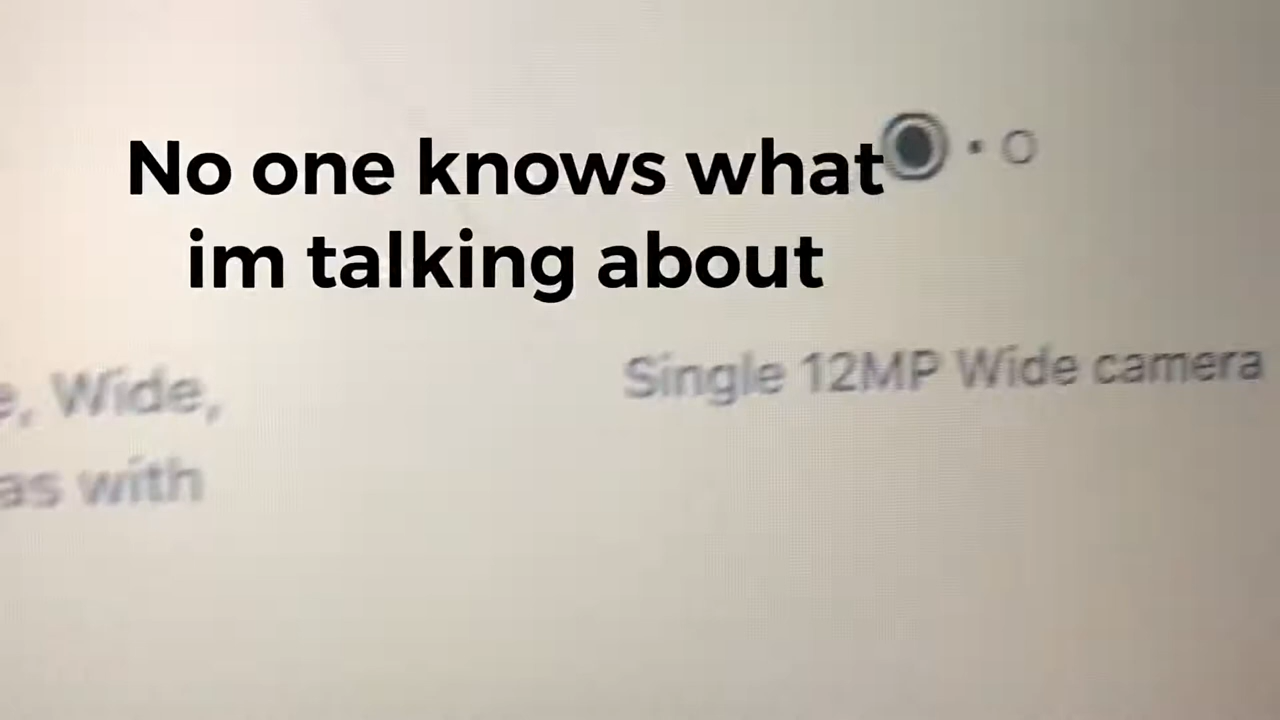 No one knows what
im talking about
Single 12MP Wide camera
Wide,
as with